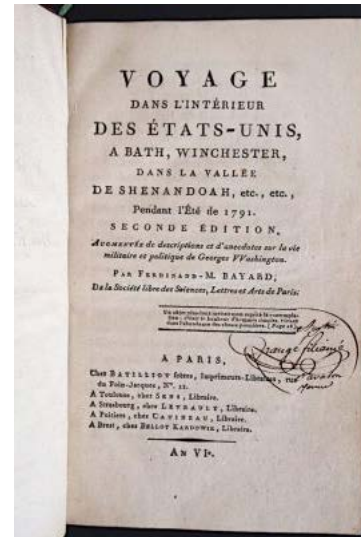 VOYAGE
DANS L'INTÉRIEUR
DES ÉTATS-UNIS,
A BATH, WINCHESTER,
DANS LA VALLÉE
DE SHENANDOAH, etc., etc.,
Pendant l'Été de 1791.
SECONDE ÉDITION,
AUGMENTÉE de descriptions et d'anecdotes sur la vie
militaire et politique de Georges VVashington.
PAR FERDINAND-M. BAYARD,
De la Société libre des Sciences, Lettres et Arts de Paris.
A PARIS,
Chez BATILLIOT frères, Imprimeurs-Libraires, rue
du Foin-Jacques, N°. 11.
A Toulouse, chez SENS, Libraire.
A Strasbourg, chez LEVRAULT, Libraire.
A Poitiers, chez CATINEAU, Libraire.
A Brest, chez BELLOT KARDOWIK, Libraire.
AN VIe.